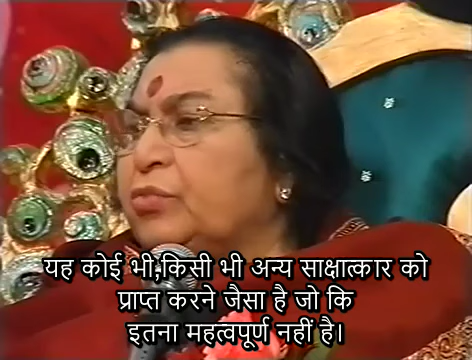 यह कोई भी,किसी भी अन्य साक्षात्कार को
प्राप्त करने जैसा है जो कि
इतना महत्वपूर्ण नहीं है।